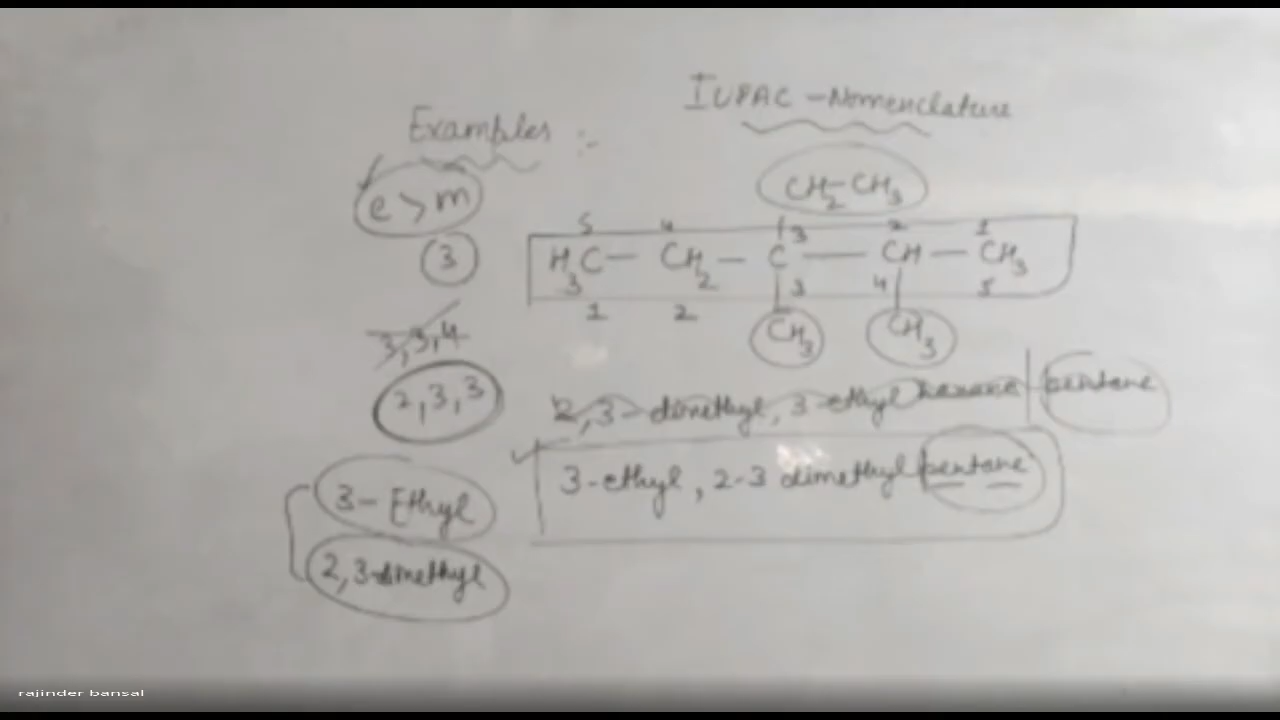 IUPAC - Nomenclature
Examples :-
e > m
3
CH2-CH3
5 4 3 2 1
H3C - CH2 - C - CH - CH3
1 2 3 4 5
CH3 CH3
3,3,4
2,3,3
2,3-dimethyl, 3-ethyl hexane | pentane
3-ethyl, 2-3 dimethyl pentane
3- Ethyl
2,3-dimethyl
rajinder bansal